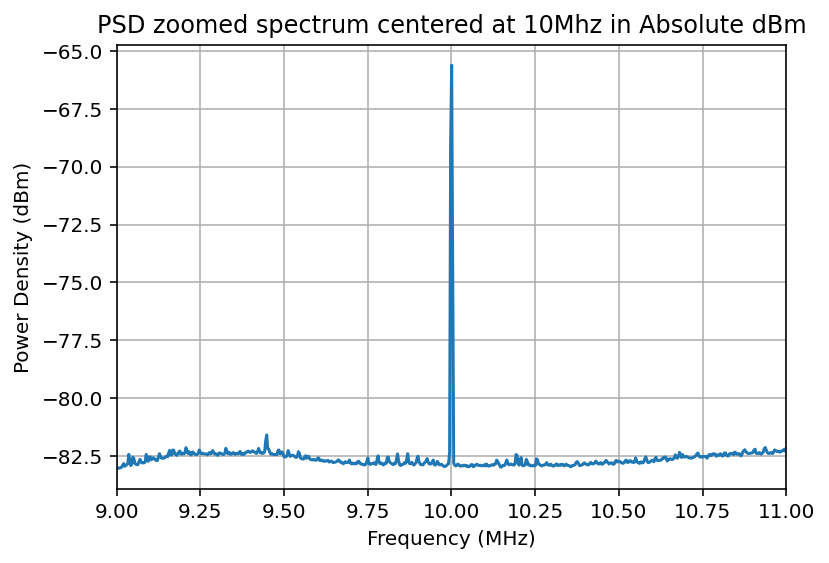 PSD zoomed spectrum centered at 10Mhz in Absolute dBm
Power Density (dBm)
−65.0
−67.5
−70.0
−72.5
−75.0
−77.5
−80.0
−82.5
9.00 9.25 9.50 9.75 10.00 10.25 10.50 10.75 11.00
Frequency (MHz)